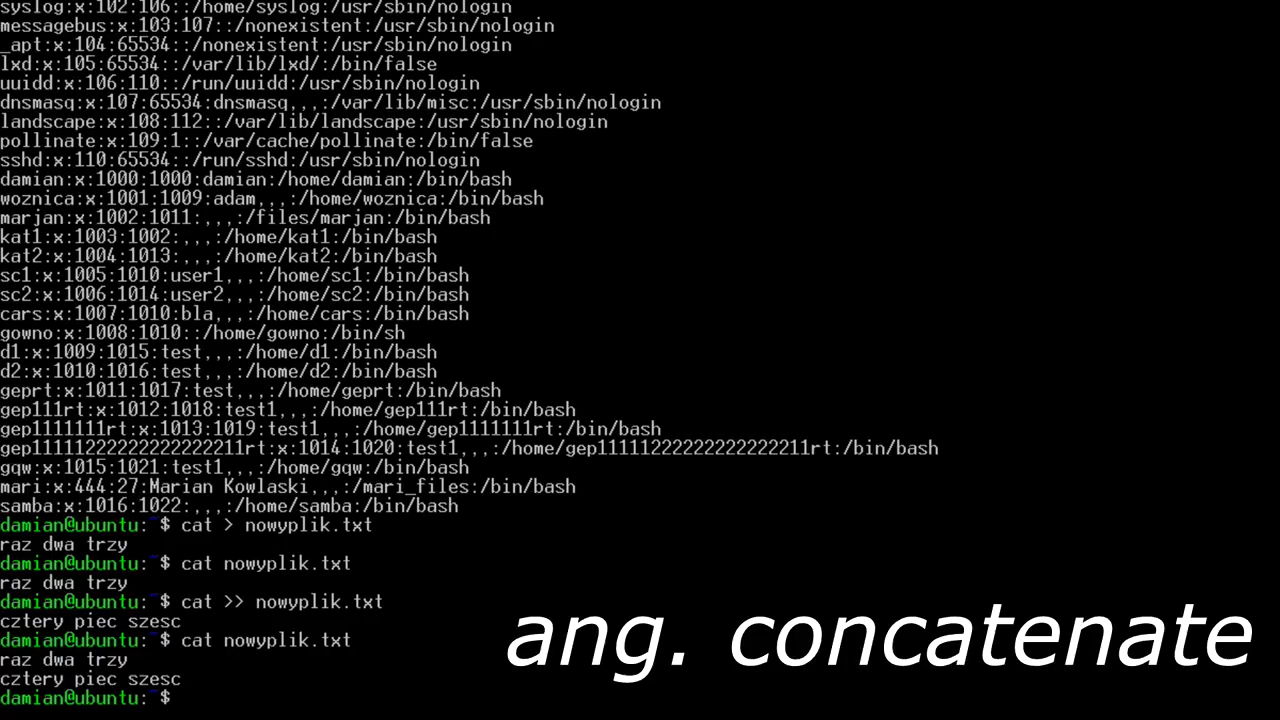 syslog:x:102:106::/home/syslog:/usr/sbin/nologin
messagebus:x:103:107::/nonexistent:/usr/sbin/nologin
_apt:x:104:65534::/nonexistent:/usr/sbin/nologin
lxd:x:105:65534::/var/lib/lxd/:/bin/false
uuidd:x:106:110::/run/uuidd:/usr/sbin/nologin
dnsmasq:x:107:65534:dnsmasq,,,:/var/lib/misc:/usr/sbin/nologin
landscape:x:108:112::/var/lib/landscape:/usr/sbin/nologin
pollinate:x:109:1::/var/cache/pollinate:/bin/false
sshd:x:110:65534::/run/sshd:/usr/sbin/nologin
damian:x:1000:1000:damian:/home/damian:/bin/bash
woznica:x:1001:1009:adam,,,:/home/woznica:/bin/bash
marjan:x:1002:1011:,,,:/files/marjan:/bin/bash
kat1:x:1003:1002:,,,:/home/kat1:/bin/bash
kat2:x:1004:1013:,,,:/home/kat2:/bin/bash
sc1:x:1005:1010:user1,,,:/home/sc1:/bin/bash
sc2:x:1006:1014:user2,,,:/home/sc2:/bin/bash
cars:x:1007:1010:bla,,,:/home/cars:/bin/bash
gowno:x:1008:1010::/home/gowno:/bin/sh
d1:x:1009:1015:test,,,:/home/d1:/bin/bash
d2:x:1010:1016:test,,,:/home/d2:/bin/bash
geprt:x:1011:1017:test,,,:/home/geprt:/bin/bash
gep111rt:x:1012:1018:test1,,,:/home/gep111rt:/bin/bash
gep1111111rt:x:1013:1019:test1,,,:/home/gep1111111rt:/bin/bash
gep11111222222222222211rt:x:1014:1020:test1,,,:/home/gep11111222222222222211rt:/bin/bash
gqw:x:1015:1021:test1,,,:/home/gqw:/bin/bash
mari:x:444:27:Marian Kowlaski,,,:/mari_files:/bin/bash
samba:x:1016:1022:,,,:/home/samba:/bin/bash
damian@ubuntu:~$ cat > nowyplik.txt
raz dwa trzy
damian@ubuntu:~$ cat nowyplik.txt
raz dwa trzy
damian@ubuntu:~$ cat >> nowyplik.txt
cztery piec szesc
damian@ubuntu:~$ cat nowyplik.txt
raz dwa trzy
cztery piec szesc
damian@ubuntu:~$
ang. concatenate